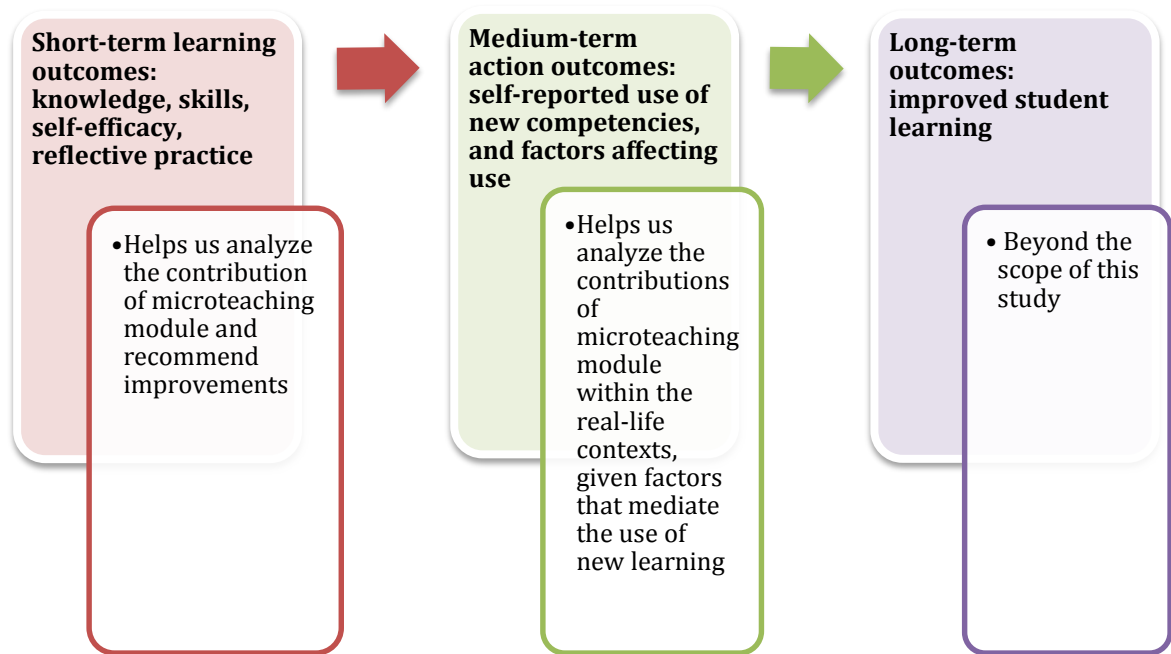 Short-term learning
outcomes:
knowledge, skills,
self-efficacy,
reflective practice
•Helps us analyze
the contribution
of microteaching
module and
recommend
improvements
Medium-term
action outcomes:
self-reported use of
new competencies,
and factors affecting
use
•Helps us
analyze the
contributions
of
microteaching
module
within the
real-life
contexts,
given factors
that mediate
the use of
new learning
Long-term
outcomes:
improved student
learning
• Beyond the
scope of this
study